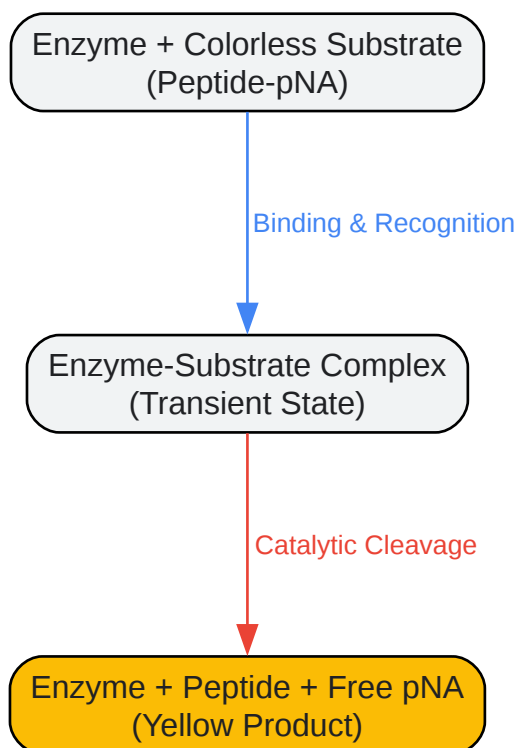 Enzyme + Colorless Substrate
(Peptide-pNA)
Binding & Recognition
Enzyme-Substrate Complex
(Transient State)
Catalytic Cleavage
Enzyme + Peptide + Free pNA
(Yellow Product)